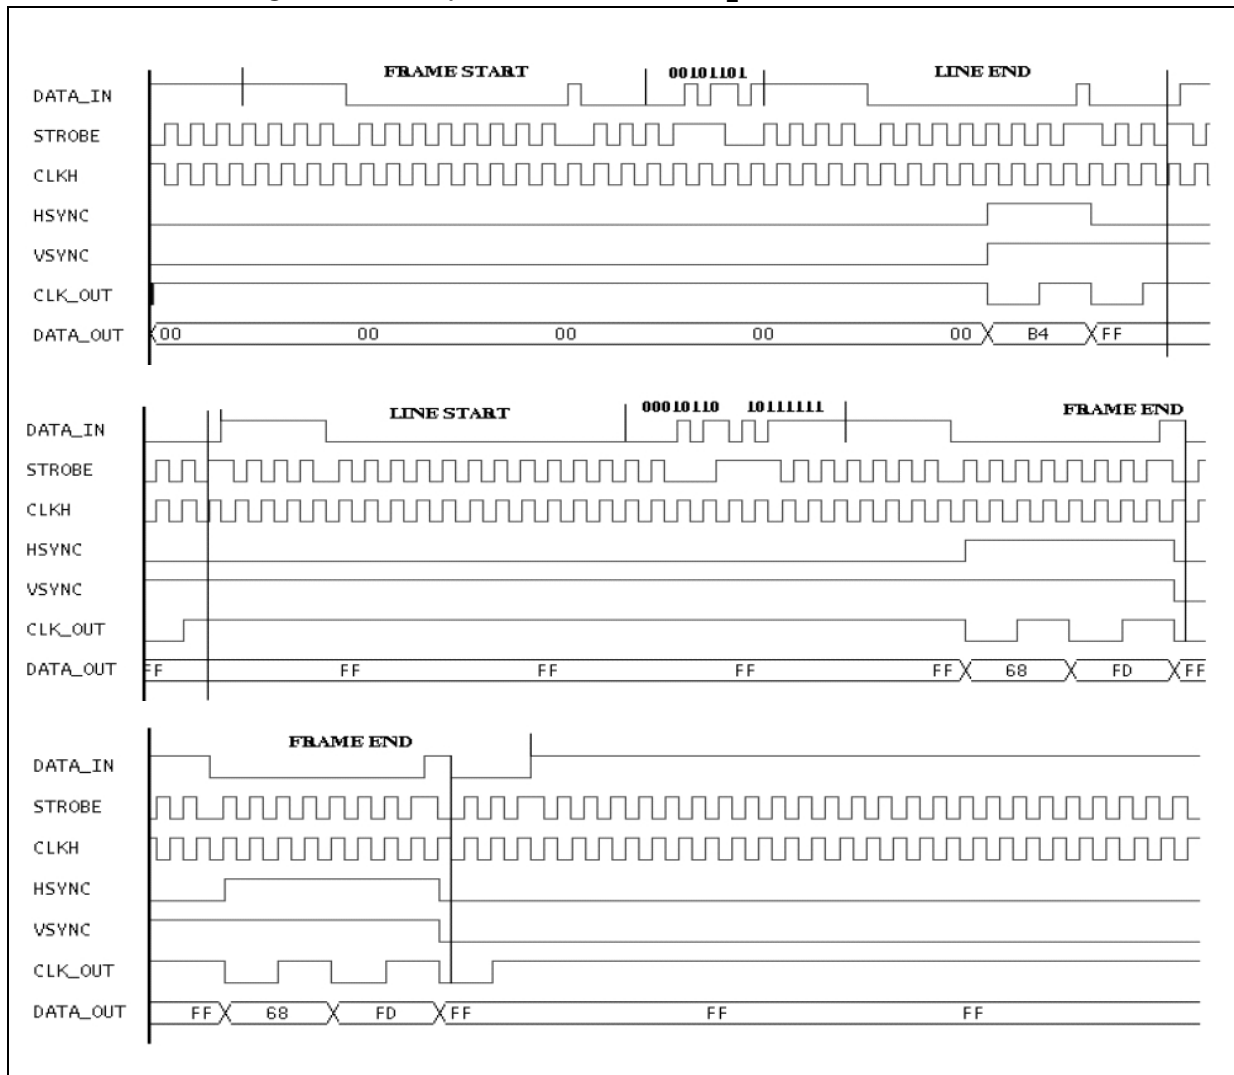 FRAME START 00101101 LINE END
DATA_IN
STROBE
CLKH
HSYNC
VSYNC
CLK_OUT
DATA_OUT 00 00 00 00 00 B4 FF
LINE START 00010110 10111111 FRAME END
DATA_IN
STROBE
CLKH
HSYNC
VSYNC
CLK_OUT
DATA_OUT FF FF FF FF FF 68 FD FF
FRAME END
DATA_IN
STROBE
CLKH
HSYNC
VSYNC
CLK_OUT
DATA_OUT FF 68 FD FF FF FF